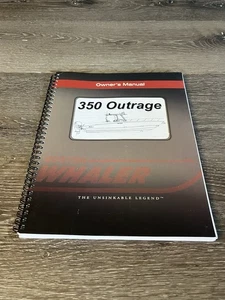 Owner's Manual
350 Outrage
WHALER
THE UNSINKABLE LEGEND™